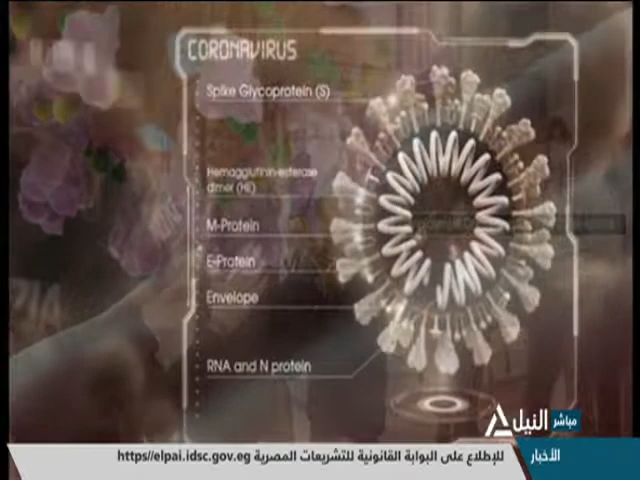 CORONAVIRUS
Spike Glycoprotein (S)
Hemagglutinin-esterase
dimer (HE)
M-Protein
E-Protein
Envelope
RNA and N protein
النيل مباشر
الأخبار
للإطلاع على البوابة القانونية للتشريعات المصرية https//elpai.idsc.gov.eg